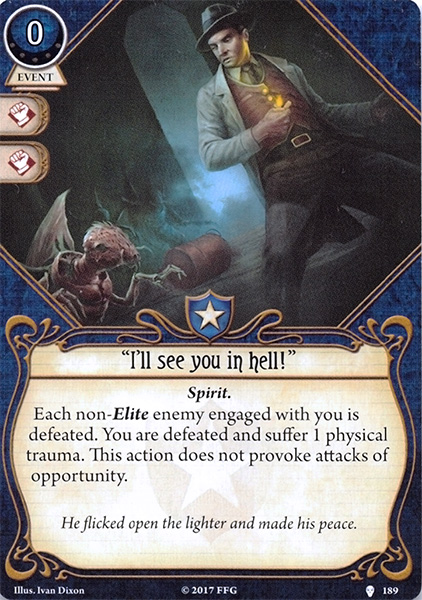 0
EVENT
"I'll see you in hell!"
Spirit.
Each non-Elite enemy engaged with you is
defeated. You are defeated and suffer 1 physical
trauma. This action does not provoke attacks of
opportunity.
He flicked open the lighter and made his peace.
Illus. Ivan Dixon © 2017 FFG 189